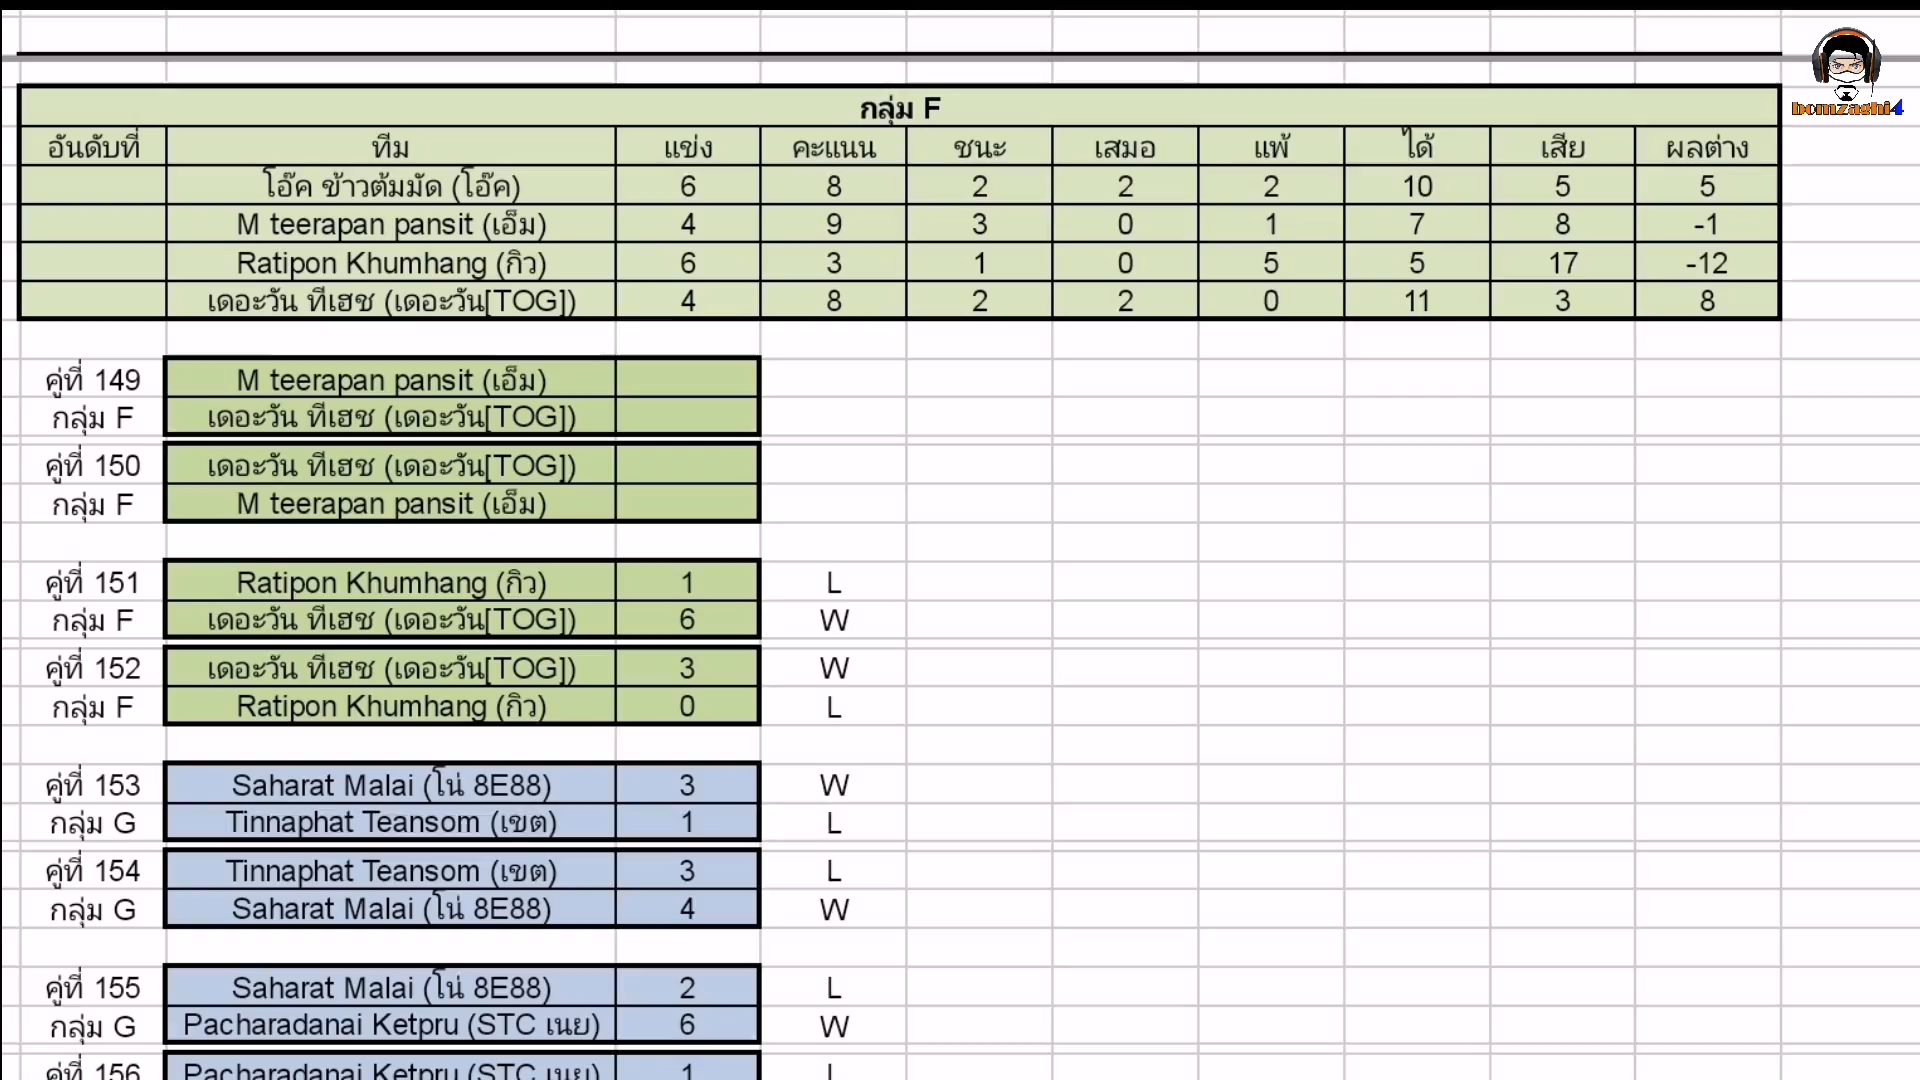 bomzaghi4
กลุ่ม F
อันดับที่ ทีม แข่ง คะแนน ชนะ เสมอ แพ้ ได้ เสีย ผลต่าง
โอ๊ค ข้าวต้มมัด (โอ๊ค) 6 8 2 2 2 10 5 5
M teerapan pansit (เอ็ม) 4 9 3 0 1 7 8 -1
Ratipon Khumhang (กิว) 6 3 1 0 5 5 17 -12
เดอะวัน ทีเฮช (เดอะวัน[TOG]) 4 8 2 2 0 11 3 8
คู่ที่ 149 M teerapan pansit (เอ็ม)
กลุ่ม F เดอะวัน ทีเฮช (เดอะวัน[TOG])
คู่ที่ 150 เดอะวัน ทีเฮช (เดอะวัน[TOG])
กลุ่ม F M teerapan pansit (เอ็ม)
คู่ที่ 151 Ratipon Khumhang (กิว) 1 L
กลุ่ม F เดอะวัน ทีเฮช (เดอะวัน[TOG]) 6 W
คู่ที่ 152 เดอะวัน ทีเฮช (เดอะวัน[TOG]) 3 W
กลุ่ม F Ratipon Khumhang (กิว) 0 L
คู่ที่ 153 Saharat Malai (โน่ 8E88) 3 W
กลุ่ม G Tinnaphat Teansom (เขต) 1 L
คู่ที่ 154 Tinnaphat Teansom (เขต) 3 L
กลุ่ม G Saharat Malai (โน่ 8E88) 4 W
คู่ที่ 155 Saharat Malai (โน่ 8E88) 2 L
กลุ่ม G Pacharadanai Ketpru (STC เนย) 6 W
คู่ที่ 156 Pacharadanai Ketpru (STC เนย) 1 L